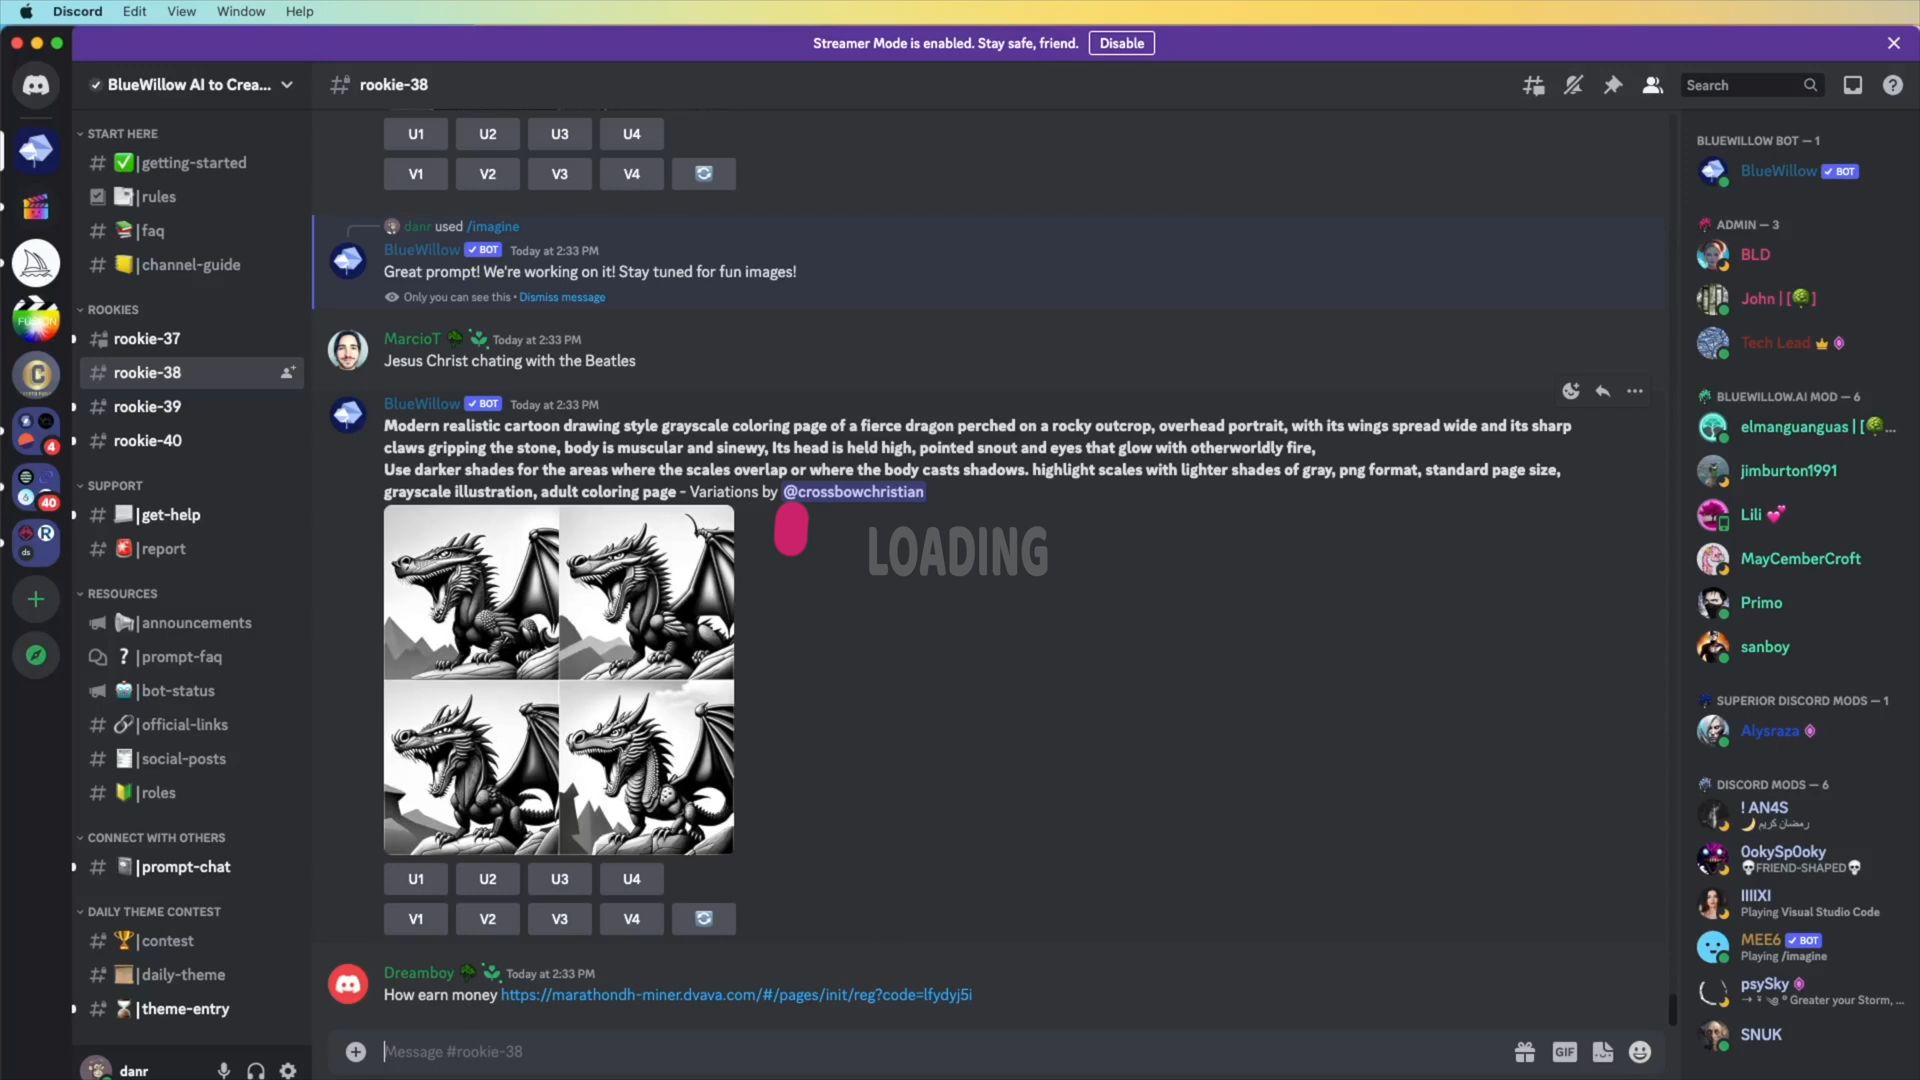 Discord Edit View Window Help
Streamer Mode is enabled. Stay safe, friend. Disable
BlueWillow AI to Crea...
START HERE
getting-started
rules
faq
channel-guide
ROOKIES
rookie-37
rookie-38
rookie-39
rookie-40
SUPPORT
get-help
report
RESOURCES
announcements
prompt-faq
bot-status
official-links
social-posts
roles
CONNECT WITH OTHERS
prompt-chat
DAILY THEME CONTEST
contest
daily-theme
theme-entry
danr
FUSION
4
40
rookie-38
Search
U1 U2 U3 U4
V1 V2 V3 V4
danr used /imagine
BlueWillow BOT Today at 2:33 PM
Great prompt! We're working on it! Stay tuned for fun images!
Only you can see this • Dismiss message
MarcioT Today at 2:33 PM
Jesus Christ chating with the Beatles
BlueWillow BOT Today at 2:33 PM
Modern realistic cartoon drawing style grayscale coloring page of a fierce dragon perched on a rocky outcrop, overhead portrait, with its wings spread wide and its sharp
claws gripping the stone, body is muscular and sinewy, Its head is held high, pointed snout and eyes that glow with otherworldly fire,
Use darker shades for the areas where the scales overlap or where the body casts shadows. highlight scales with lighter shades of gray, png format, standard page size,
grayscale illustration, adult coloring page - Variations by @crossbowchristian
LOADING
U1 U2 U3 U4
V1 V2 V3 V4
Dreamboy Today at 2:33 PM
How earn money https://marathondh-miner.dvava.com/#/pages/init/reg?code=lfydyj5i
Message #rookie-38
GIF
BLUEWILLOW BOT — 1
BlueWillow BOT
ADMIN — 3
BLD
John | [🥦]
Tech Lead
BLUEWILLOW.AI MOD — 6
elmanguanguas | [🥦...
jimburton1991
Lili
MayCemberCroft
Primo
sanboy
SUPERIOR DISCORD MODS — 1
Alysraza
DISCORD MODS — 6
! AN4S
رمضان كريم
0okySp0oky
FRIEND-SHAPED
IIIIXI
Playing Visual Studio Code
MEE6 BOT
Playing /imagine
psySky
Greater your Storm, ...
SNUK